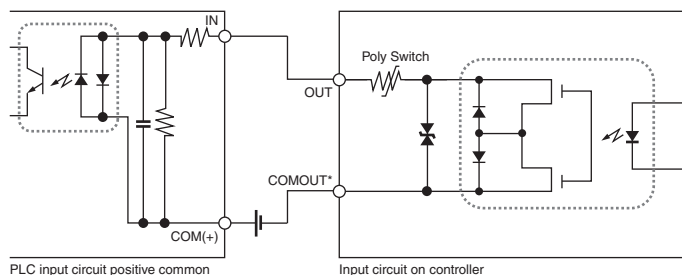 IN
Poly Switch
OUT
COMOUT*
COM(+)
PLC input circuit positive common
Input circuit on controller